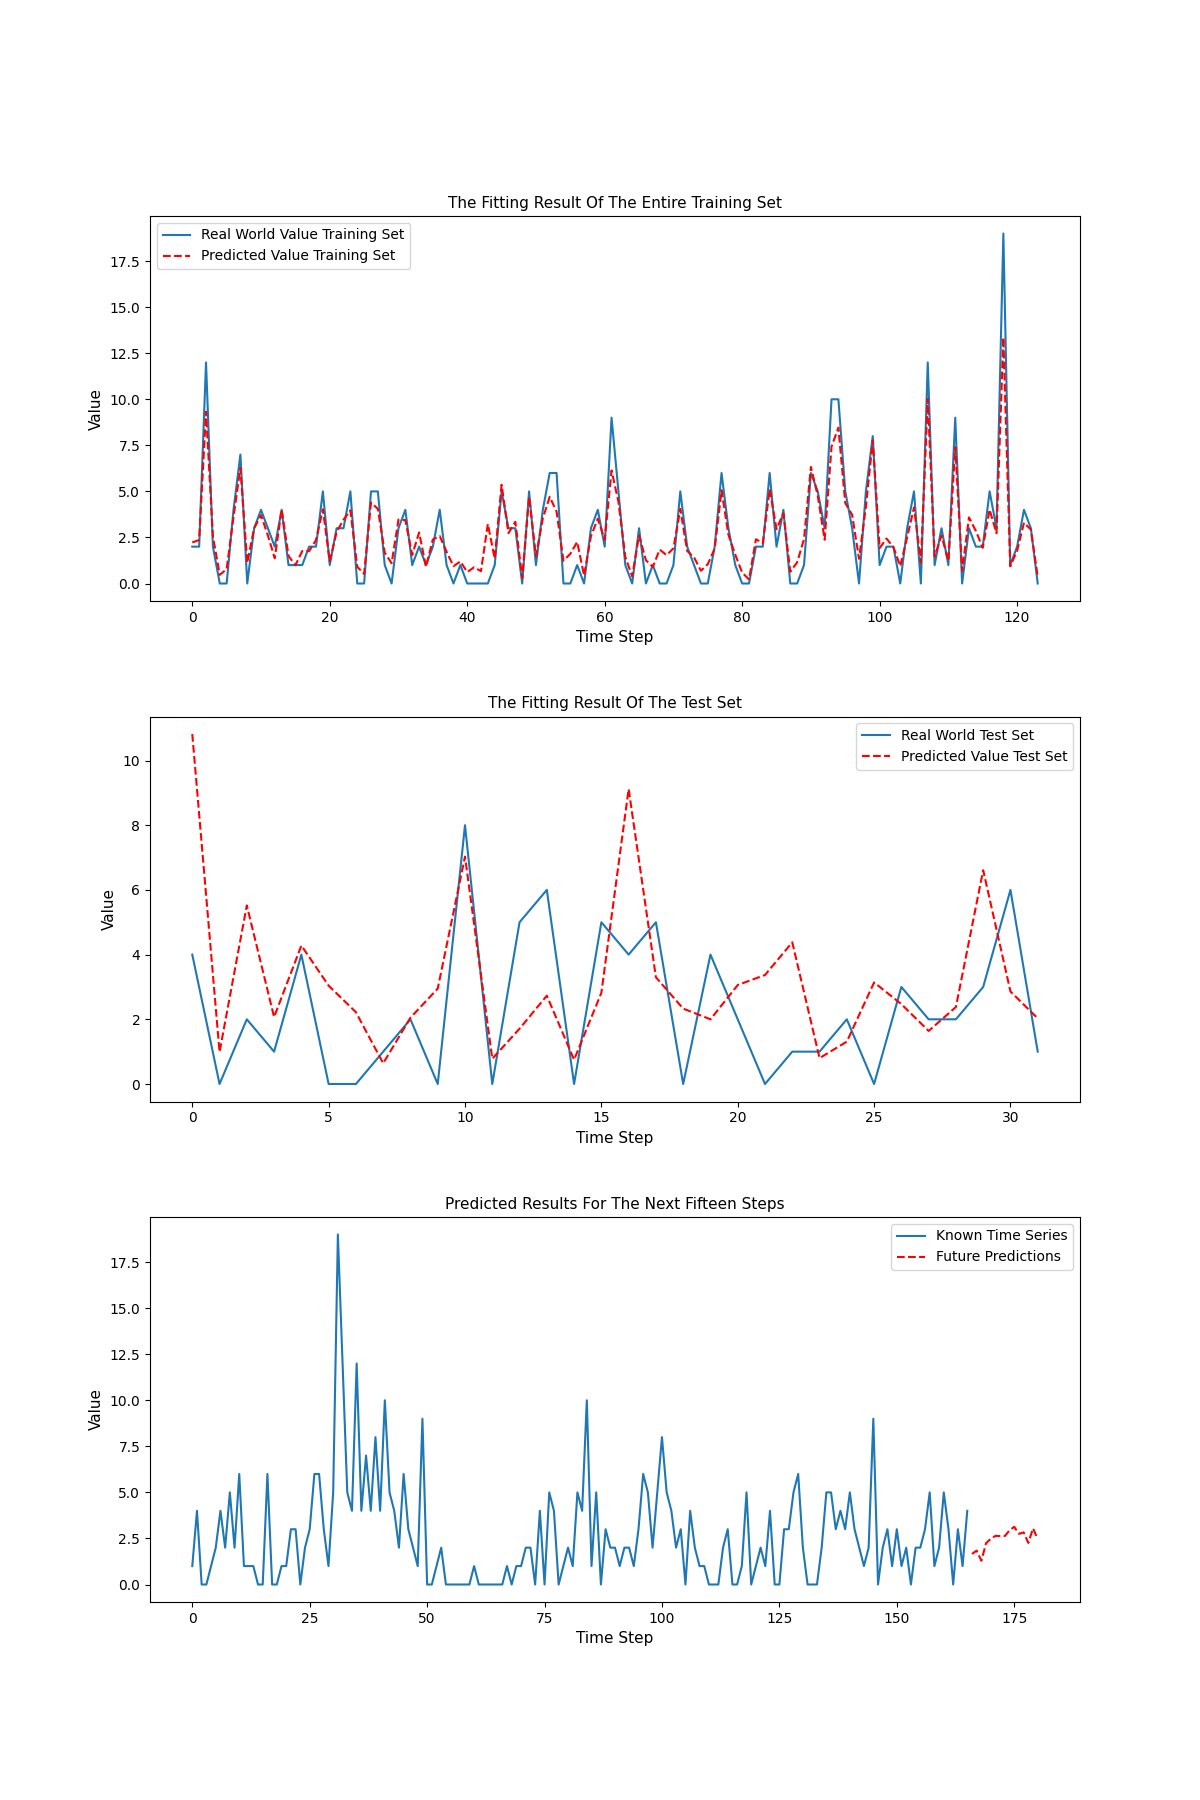 The Fitting Result Of The Entire Training Set
Real World Value Training Set
Predicted Value Training Set
Value
17.5
15.0
12.5
10.0
7.5
5.0
2.5
0.0
0 20 40 60 80 100 120
Time Step
The Fitting Result Of The Test Set
Real World Test Set
Predicted Value Test Set
Value
10
8
6
4
2
0
0 5 10 15 20 25 30
Time Step
Predicted Results For The Next Fifteen Steps
Known Time Series
Future Predictions
Value
17.5
15.0
12.5
10.0
7.5
5.0
2.5
0.0
0 25 50 75 100 125 150 175
Time Step